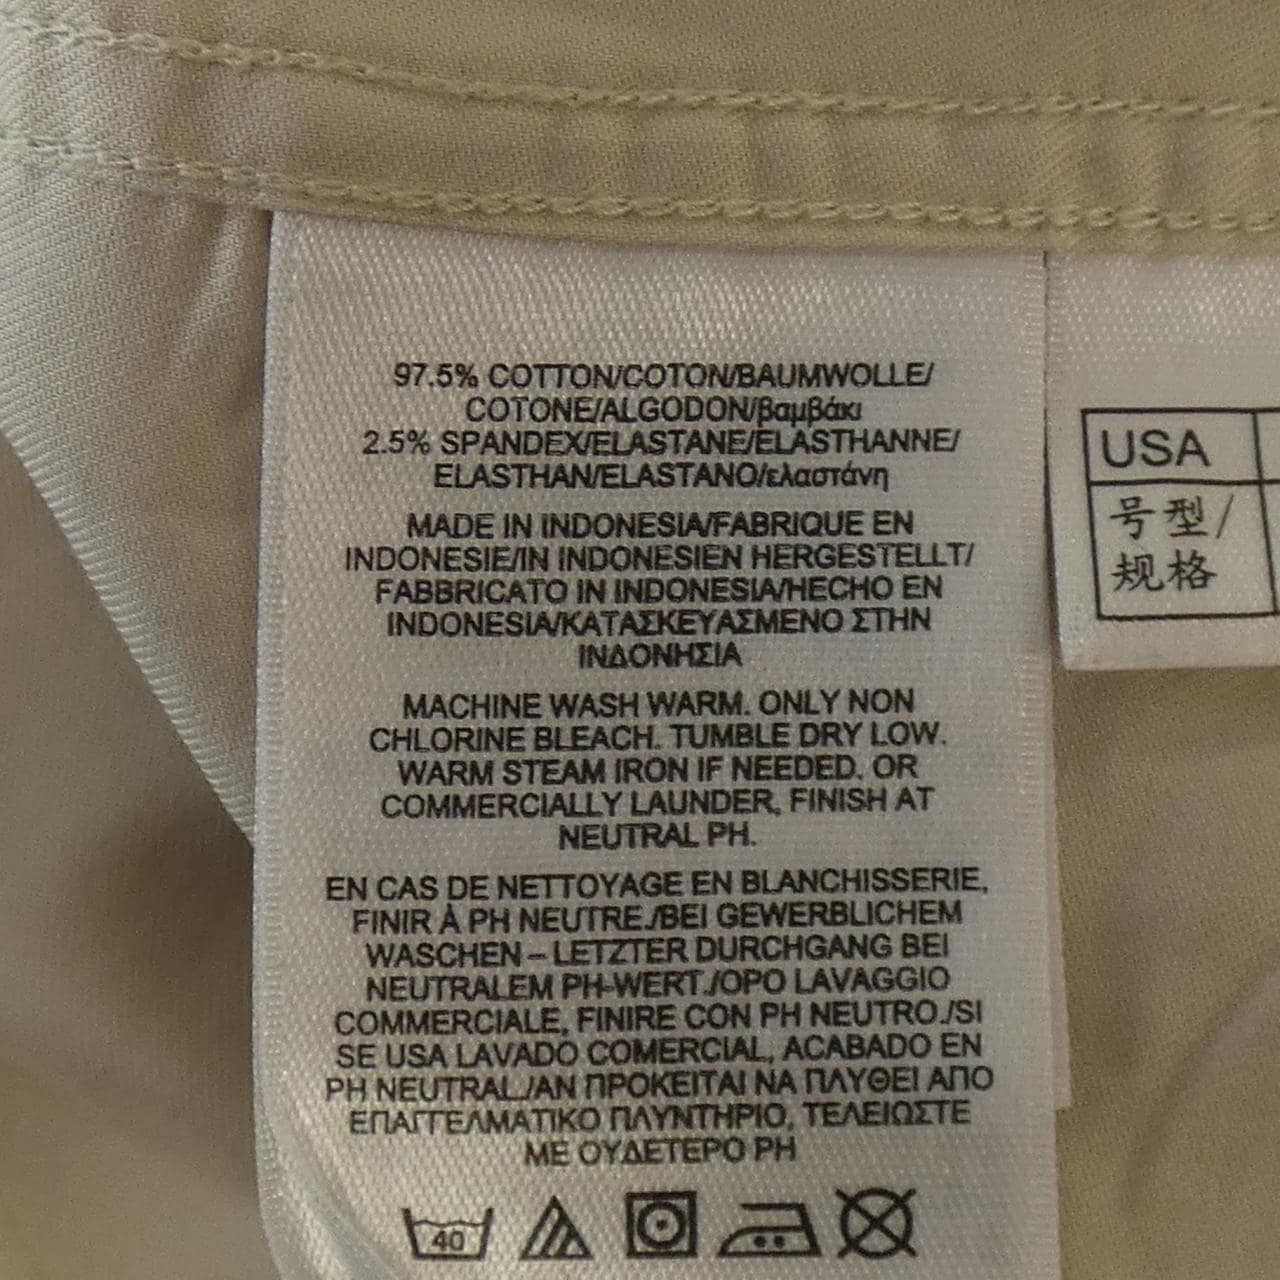 97.5% COTTON/COTON/BAUMWOLLE/
COTONE/ALGODON/βαμβάκι
2.5% SPANDEX/ELASTANE/ELASTHANNE/
ELASTHAN/ELASTANO/ελαστάνη
MADE IN INDONESIA/FABRIQUE EN
INDONESIE/IN INDONESIEN HERGESTELLT/
FABBRICATO IN INDONESIA/HECHO EN
INDONESIA/ΚΑΤΑΣΚΕΥΑΣΜΕΝΟ ΣΤΗΝ
ΙΝΔΟΝΗΣΙΑ
MACHINE WASH WARM. ONLY NON
CHLORINE BLEACH. TUMBLE DRY LOW.
WARM STEAM IRON IF NEEDED. OR
COMMERCIALLY LAUNDER, FINISH AT
NEUTRAL PH.
EN CAS DE NETTOYAGE EN BLANCHISSERIE,
FINIR À PH NEUTRE./BEI GEWERBLICHEM
WASCHEN – LETZTER DURCHGANG BEI
NEUTRALEM PH-WERT./OPO LAVAGGIO
COMMERCIALE, FINIRE CON PH NEUTRO./SI
SE USA LAVADO COMERCIAL, ACABADO EN
PH NEUTRAL./ΑΝ ΠΡΟΚΕΙΤΑΙ ΝΑ ΠΛΥΘΕΙ ΑΠΟ
ΕΠΑΓΓΕΛΜΑΤΙΚΟ ΠΛΥΝΤΗΡΙΟ, ΤΕΛΕΙΩΣΤΕ
ΜΕ ΟΥΔΕΤΕΡΟ PH
40
USA
号型/
规格